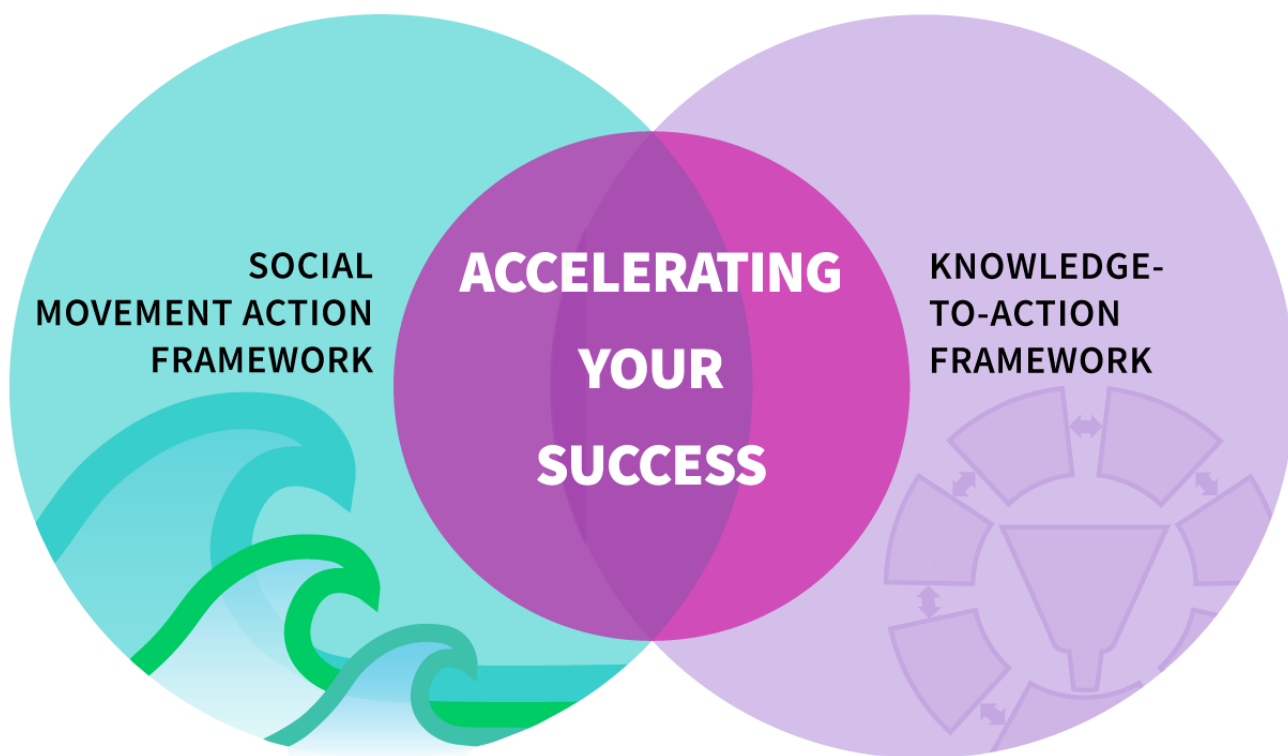 SOCIAL
MOVEMENT ACTION
FRAMEWORK
ACCELERATING
YOUR
SUCCESS
KNOWLEDGE-
TO-ACTION
FRAMEWORK